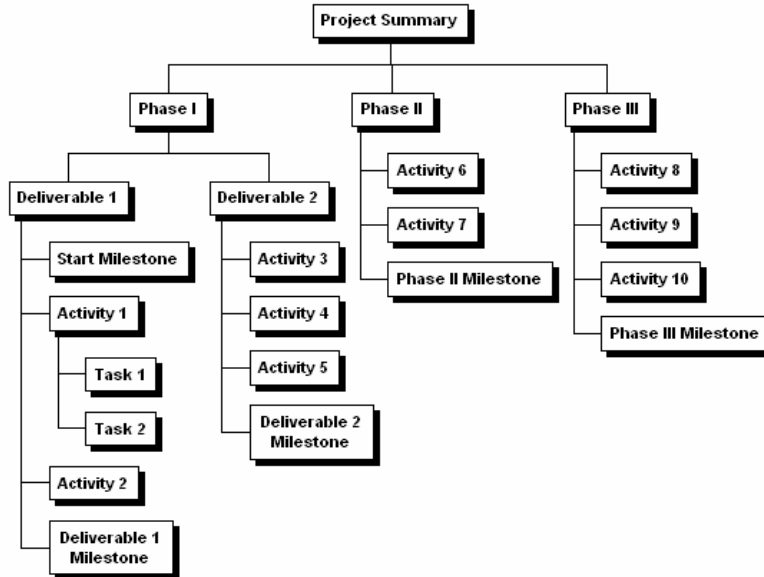 Project Summary
Phase I
Phase II
Phase III
Deliverable 1
Deliverable 2
Start Milestone
Activity 1
Task 1
Task 2
Activity 2
Deliverable 1
Milestone
Activity 3
Activity 4
Activity 5
Deliverable 2
Milestone
Activity 6
Activity 7
Phase II Milestone
Activity 8
Activity 9
Activity 10
Phase III Milestone